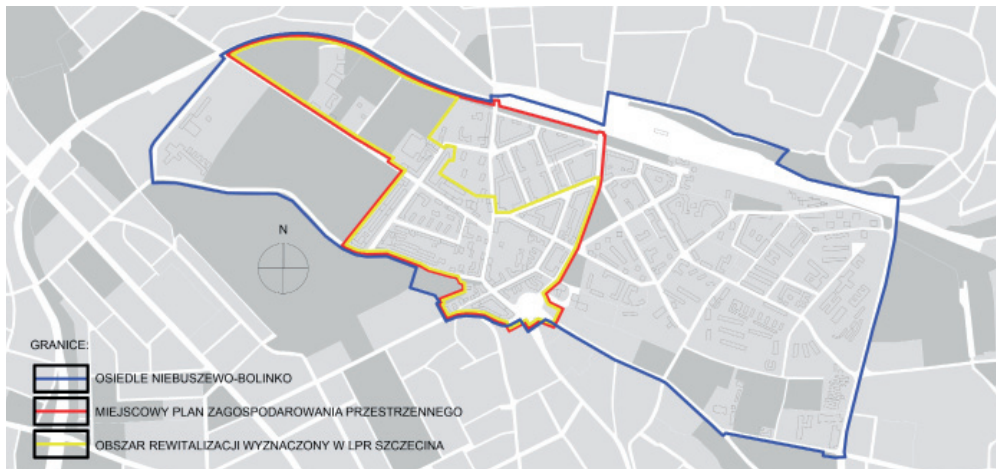 N
GRANICE:
OSIEDLE NIEBUSZEWO-BOLINKO
MIEJSCOWY PLAN ZAGOSPODAROWANIA PRZESTRZENNEGO
OBSZAR REWITALIZACJI WYZNACZONY W LPR SZCZECINA